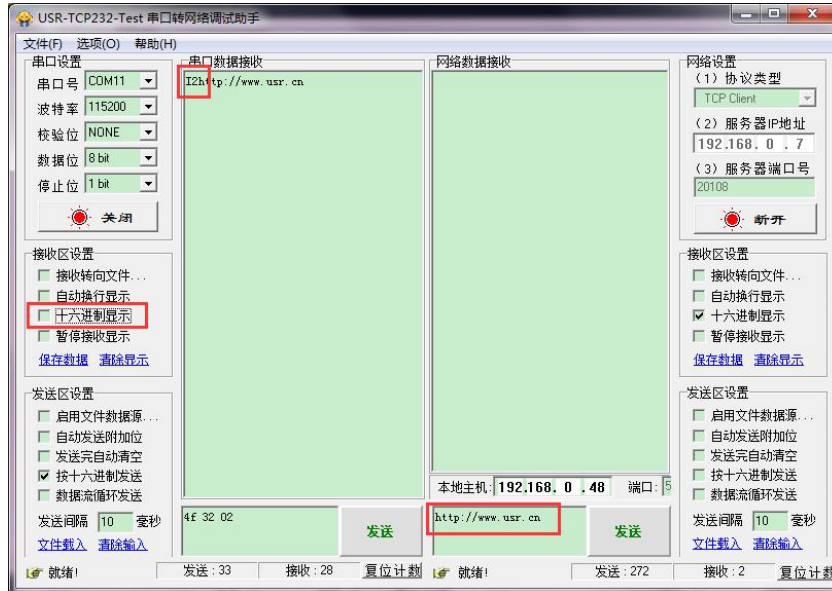 USR-TCP232-Test 串口转网络调试助手
文件(F) 选项(O) 帮助(H)
串口设置
串口号 COM11
波特率 115200
校验位 NONE
数据位 8 bit
停止位 1 bit
关闭
接收区设置
接收转向文件...
自动换行显示
十六进制显示
暂停接收显示
保存数据 清除显示
发送区设置
启用文件数据源...
自动发送附加位
发送完自动清空
按十六进制发送
数据流循环发送
发送间隔 10 毫秒
文件载入 清除输入
就绪!
串口数据接收
I2http://www.usr.cn
4f 32 02
发送
发送:33 接收:28 复位计数
网络数据接收
本地主机: 192.168. 0 .48 端口:
http://www.usr.cn
发送
就绪!
发送:272 接收:2 复位计数
网络设置
(1) 协议类型
TCP Client
(2) 服务器IP地址
192.168. 0 . 7
(3) 服务器端口号
20108
断开
接收区设置
接收转向文件...
自动换行显示
十六进制显示
暂停接收显示
保存数据 清除显示
发送区设置
启用文件数据源...
自动发送附加位
发送完自动清空
按十六进制发送
数据流循环发送
发送间隔 10 毫秒
文件载入 清除输入